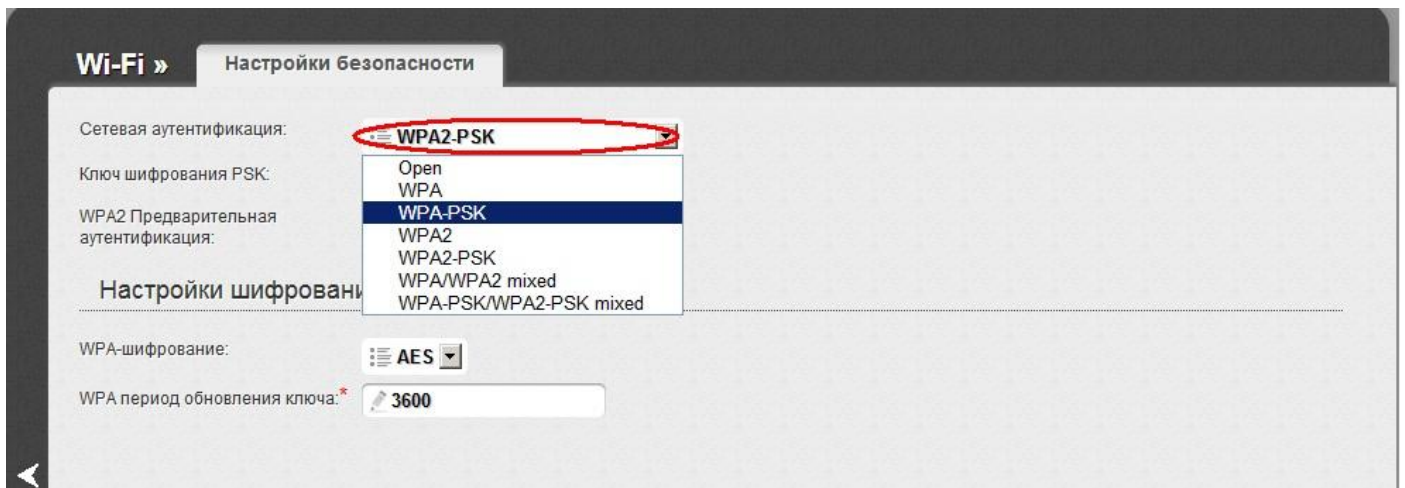 Wi-Fi »
Настройки безопасности
Сетевая аутентификация:
WPA2-PSK
Ключ шифрования PSK:
Open
WPA
WPA-PSK
WPA2 Предварительная
аутентификация:
WPA2
WPA2-PSK
WPA/WPA2 mixed
WPA-PSK/WPA2-PSK mixed
Настройки шифровани
WPA-шифрование:
AES
WPA период обновления ключа:*
3600